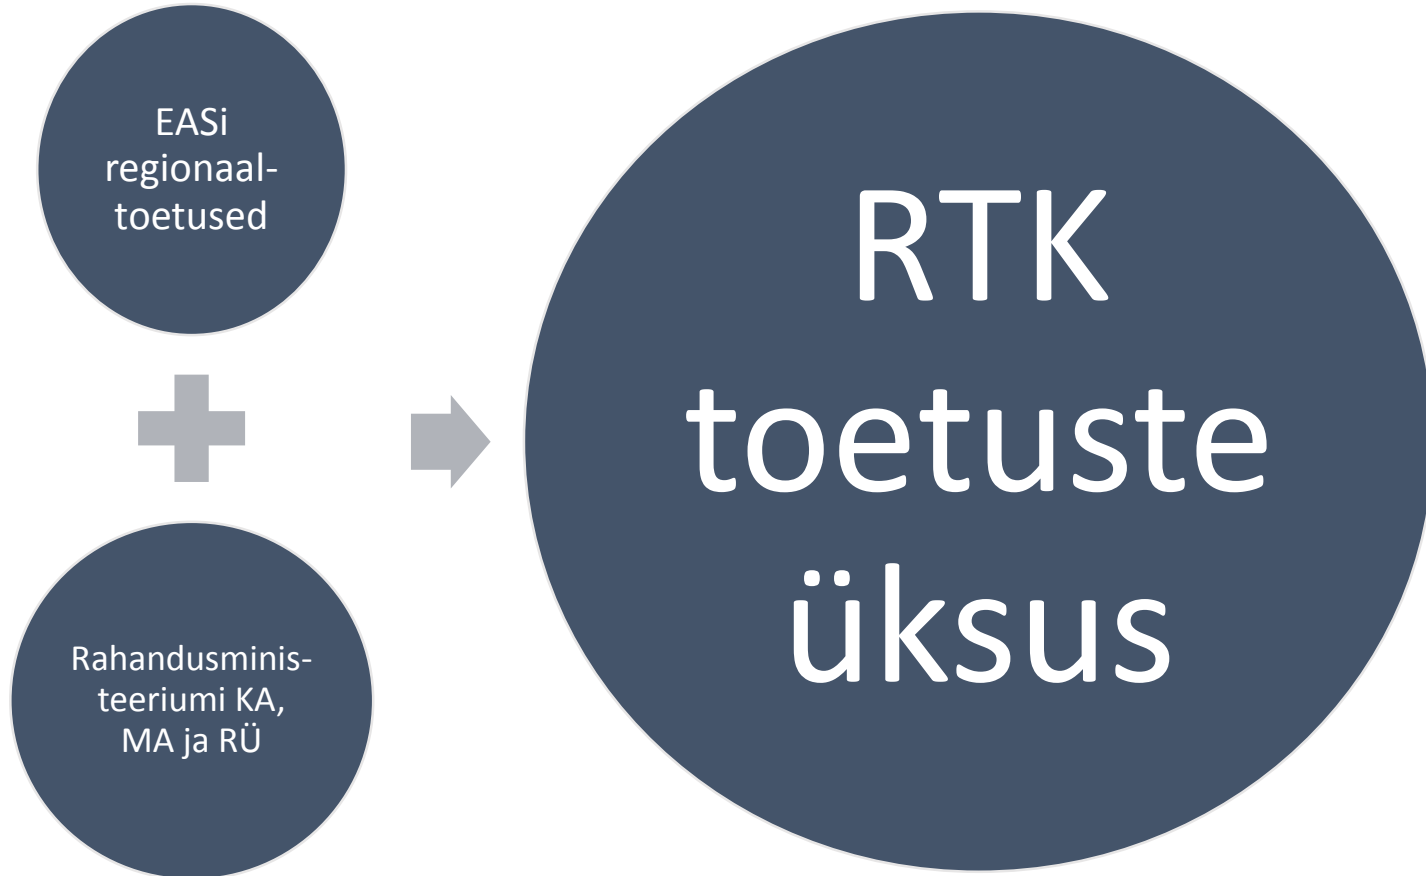 EASi
regionaal-
toetused
Rahandusminis-
teeriumi KA,
MA ja RÜ
RTK
toetuste
üksus